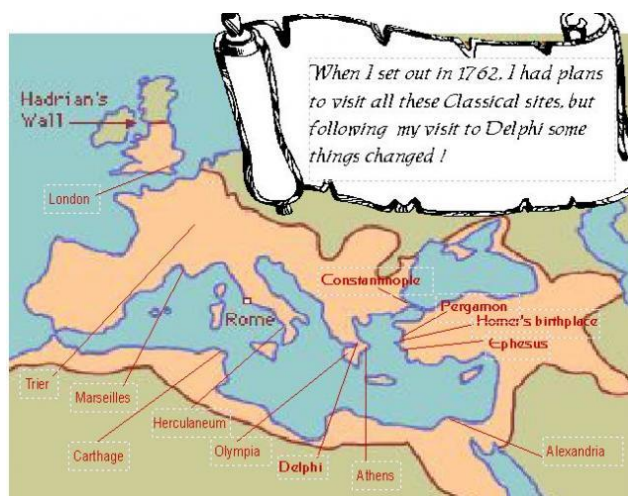 When I set out in 1762, I had plans
to visit all these Classical sites, but
following my visit to Delphi some
things changed !
Hadrian's
Wall
London
Constantinople
Pergamon
Homer's birthplace
Ephesus
Rome
Trier
Marseilles
Herculaneum
Carthage
Olympia
Delphi
Athens
Alexandria